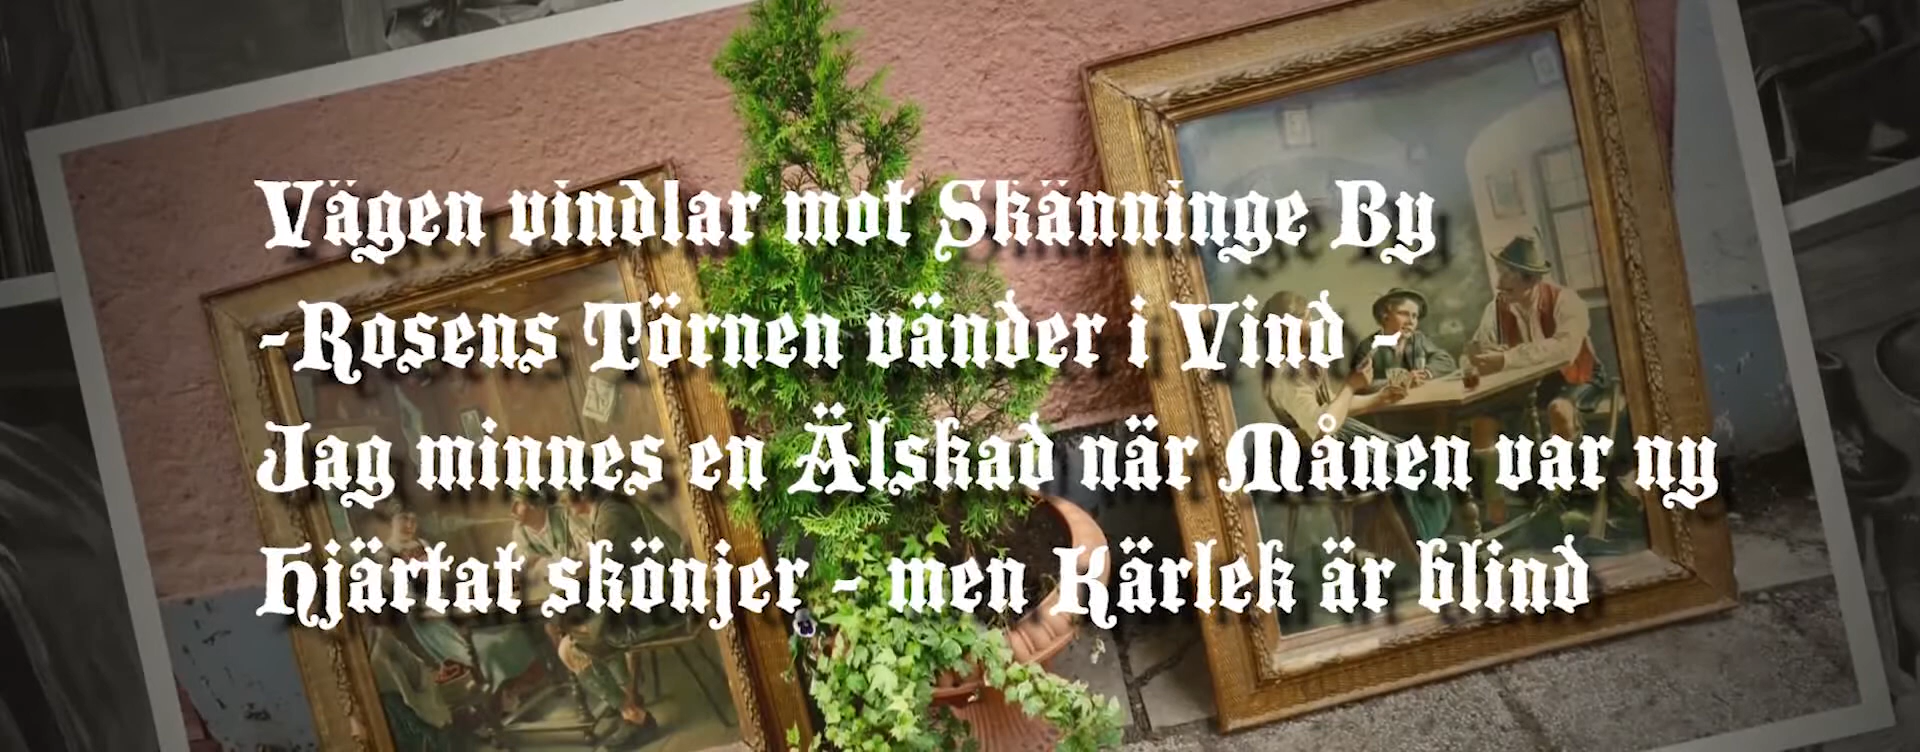 Vägen vindlar mot Skänninge By
-Rosens Törnen vänder i Vind -
Jag minnes en Älskad när Månen var ny
Hjärtat skönjer - men Kärlek är blind